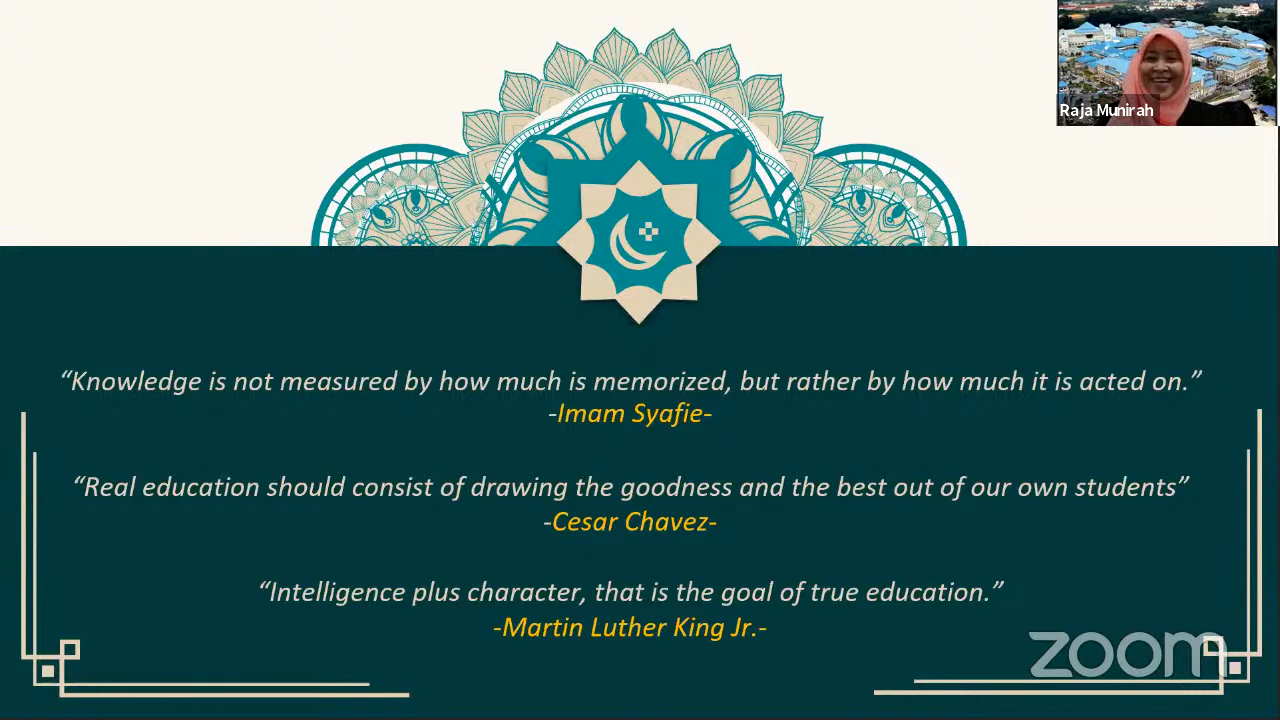 Raja Munirah
“Knowledge is not measured by how much is memorized, but rather by how much it is acted on.”
-Imam Syafie-
“Real education should consist of drawing the goodness and the best out of our own students”
-Cesar Chavez-
“Intelligence plus character, that is the goal of true education.”
-Martin Luther King Jr.-
zoom